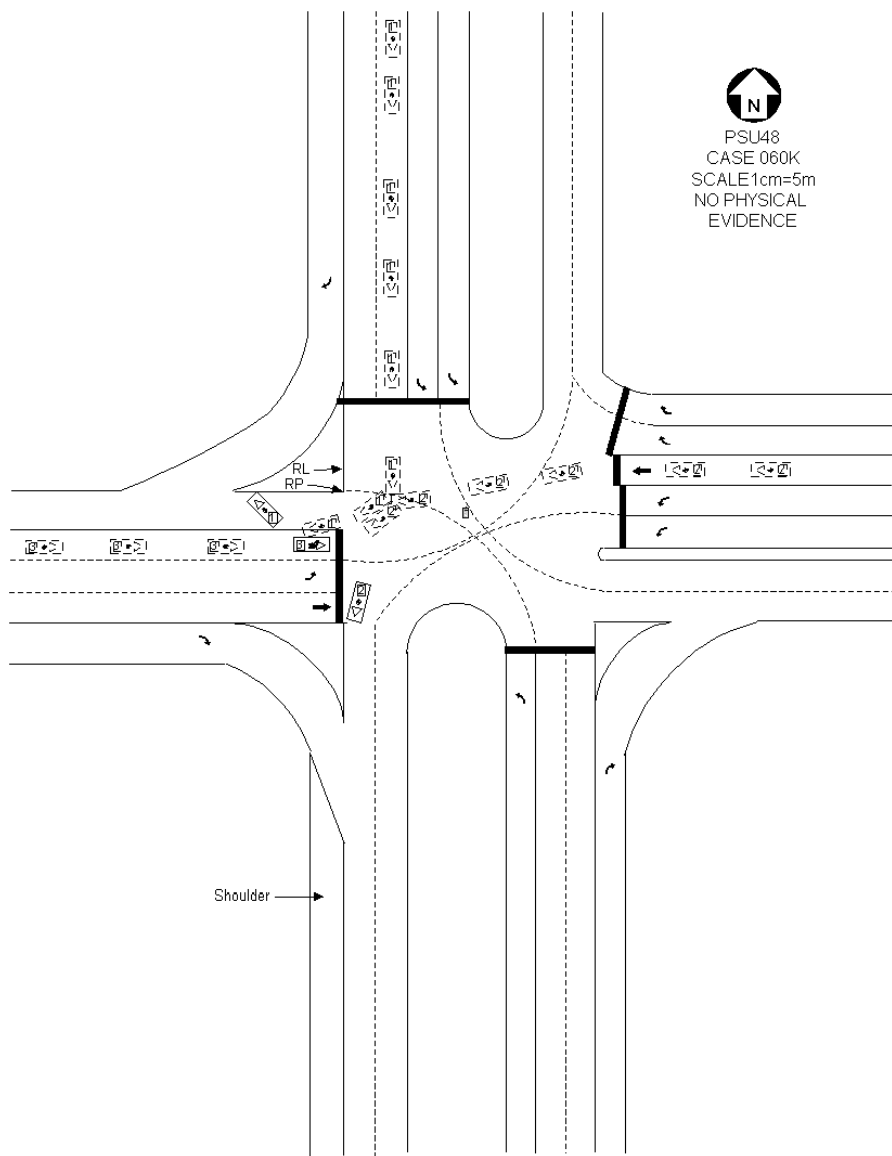 N
PSU48
CASE 060K
SCALE1cm=5m
NO PHYSICAL
EVIDENCE
RL
RP
Shoulder